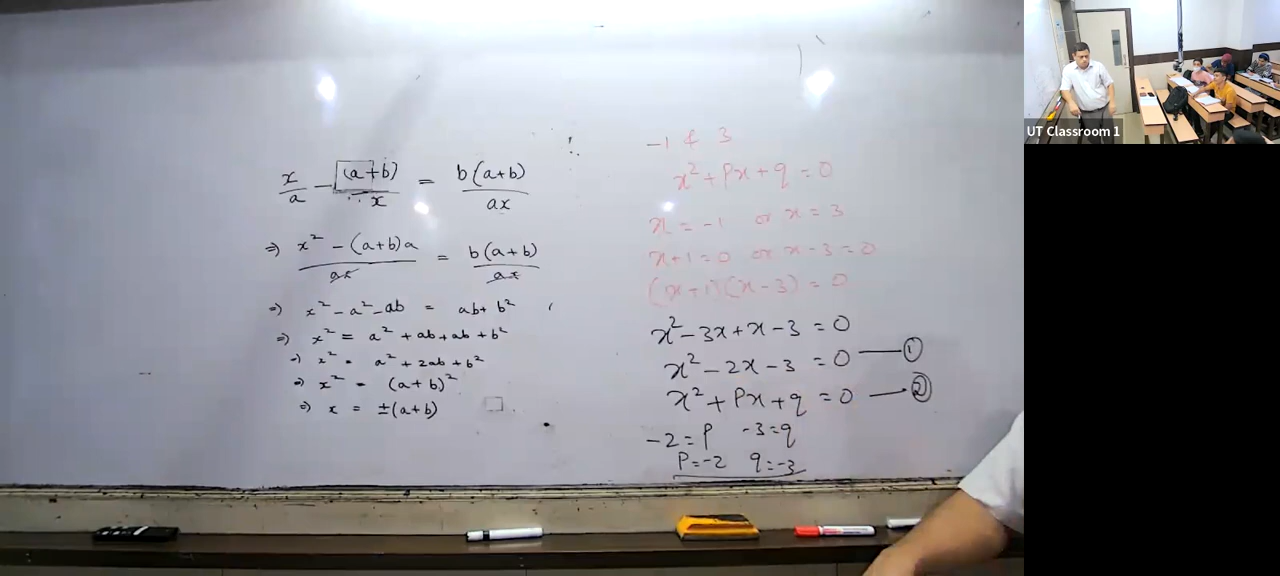 x/a - (a+b)/x = b(a+b)/ax
⇒ x² - (a+b)a/ax = b(a+b)/ax
⇒ x² - a² - ab = ab + b²
⇒ x² = a² + ab + ab + b²
⇒ x² = a² + 2ab + b²
⇒ x² = (a+b)²
⇒ x = ±(a+b)
-1 & 3
x² + Px + q = 0
x = -1 or x = 3
x+1=0 or x-3=0
(x+1)(x-3) = 0
x² - 3x + x - 3 = 0
x² - 2x - 3 = 0 — ①
x² + Px + q = 0 → ②
-2 = P -3 = q
P = -2 q = -3
UT Classroom 1